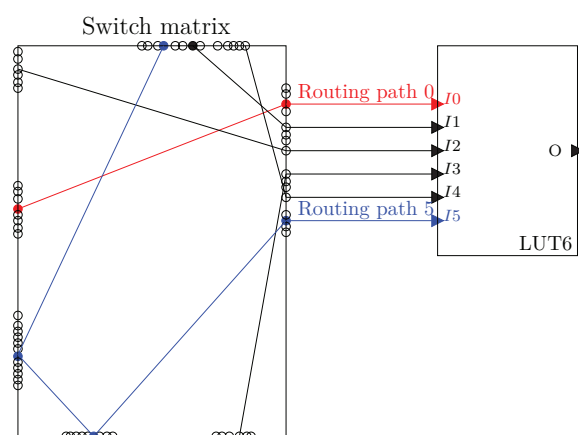 Switch matrix
Routing path 0
I0
I1
I2
I3
I4
Routing path 5
I5
O
LUT6